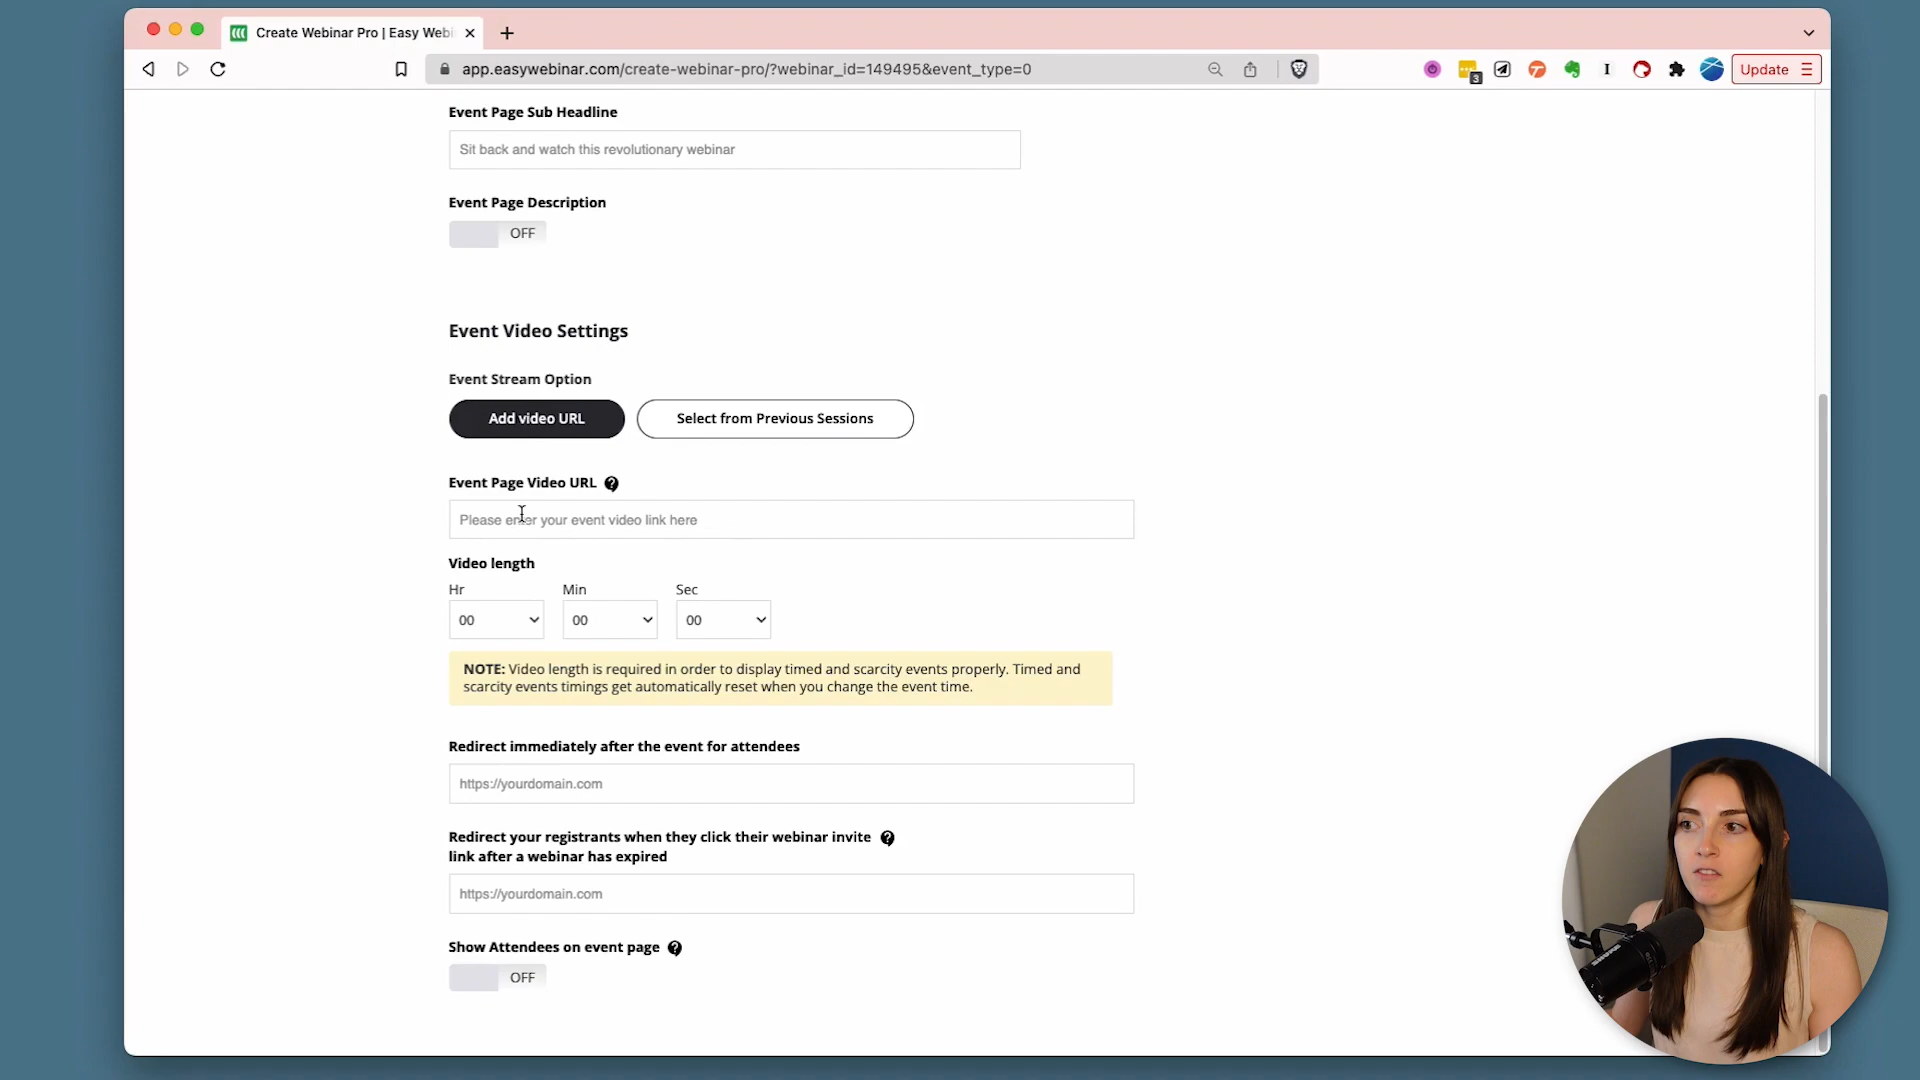 Create Webinar Pro | Easy Webi
app.easywebinar.com/create-webinar-pro/?webinar_id=149495&event_type=0
3
Update
Event Page Sub Headline
Sit back and watch this revolutionary webinar
Event Page Description
OFF
Event Video Settings
Event Stream Option
Add video URL
Select from Previous Sessions
Event Page Video URL
Please enter your event video link here
Video length
Hr
Min
Sec
00
00
00
NOTE: Video length is required in order to display timed and scarcity events properly. Timed and
scarcity events timings get automatically reset when you change the event time.
Redirect immediately after the event for attendees
https://yourdomain.com
Redirect your registrants when they click their webinar invite
link after a webinar has expired
https://yourdomain.com
Show Attendees on event page
OFF